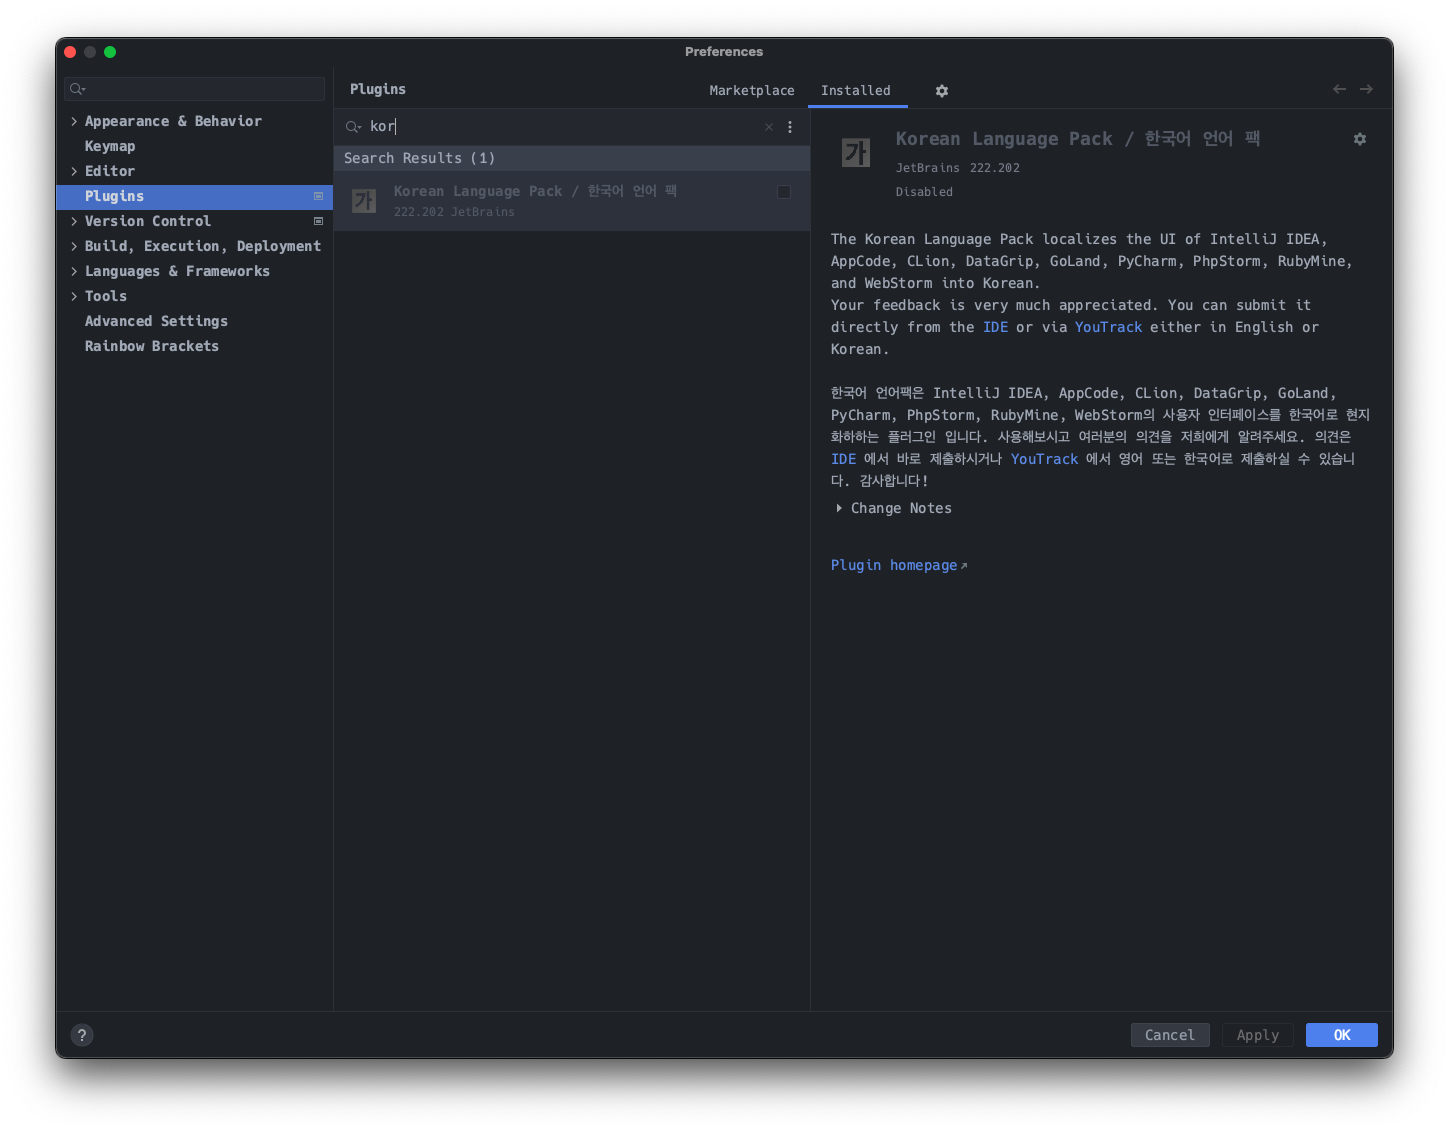 Preferences
Plugins
Marketplace
Installed
Appearance & Behavior
Keymap
Editor
Plugins
Version Control
Build, Execution, Deployment
Languages & Frameworks
Tools
Advanced Settings
Rainbow Brackets
kor
Search Results (1)
가
Korean Language Pack / 한국어 언어 팩
222.202 JetBrains
가
Korean Language Pack / 한국어 언어 팩
JetBrains 222.202
Disabled
The Korean Language Pack localizes the UI of IntelliJ IDEA,
AppCode, CLion, DataGrip, GoLand, PyCharm, PhpStorm, RubyMine,
and WebStorm into Korean.
Your feedback is very much appreciated. You can submit it
directly from the IDE or via YouTrack either in English or
Korean.
한국어 언어팩은 IntelliJ IDEA, AppCode, CLion, DataGrip, GoLand,
PyCharm, PhpStorm, RubyMine, WebStorm의 사용자 인터페이스를 한국어로 현지
화하하는 플러그인 입니다. 사용해보시고 여러분의 의견을 저희에게 알려주세요. 의견은
IDE 에서 바로 제출하시거나 YouTrack 에서 영어 또는 한국어로 제출하실 수 있습니
다. 감사합니다!
Change Notes
Plugin homepage
?
Cancel
Apply
OK